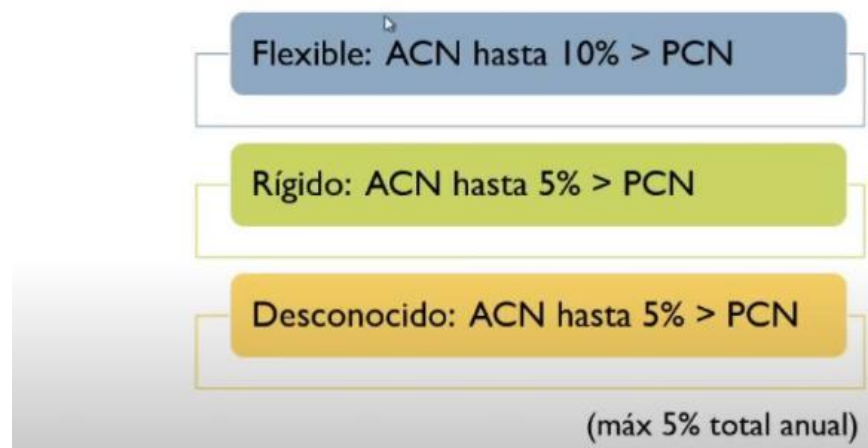 Flexible: ACN hasta 10% > PCN
Rígido: ACN hasta 5% > PCN
Desconocido: ACN hasta 5% > PCN
(máx 5% total anual)